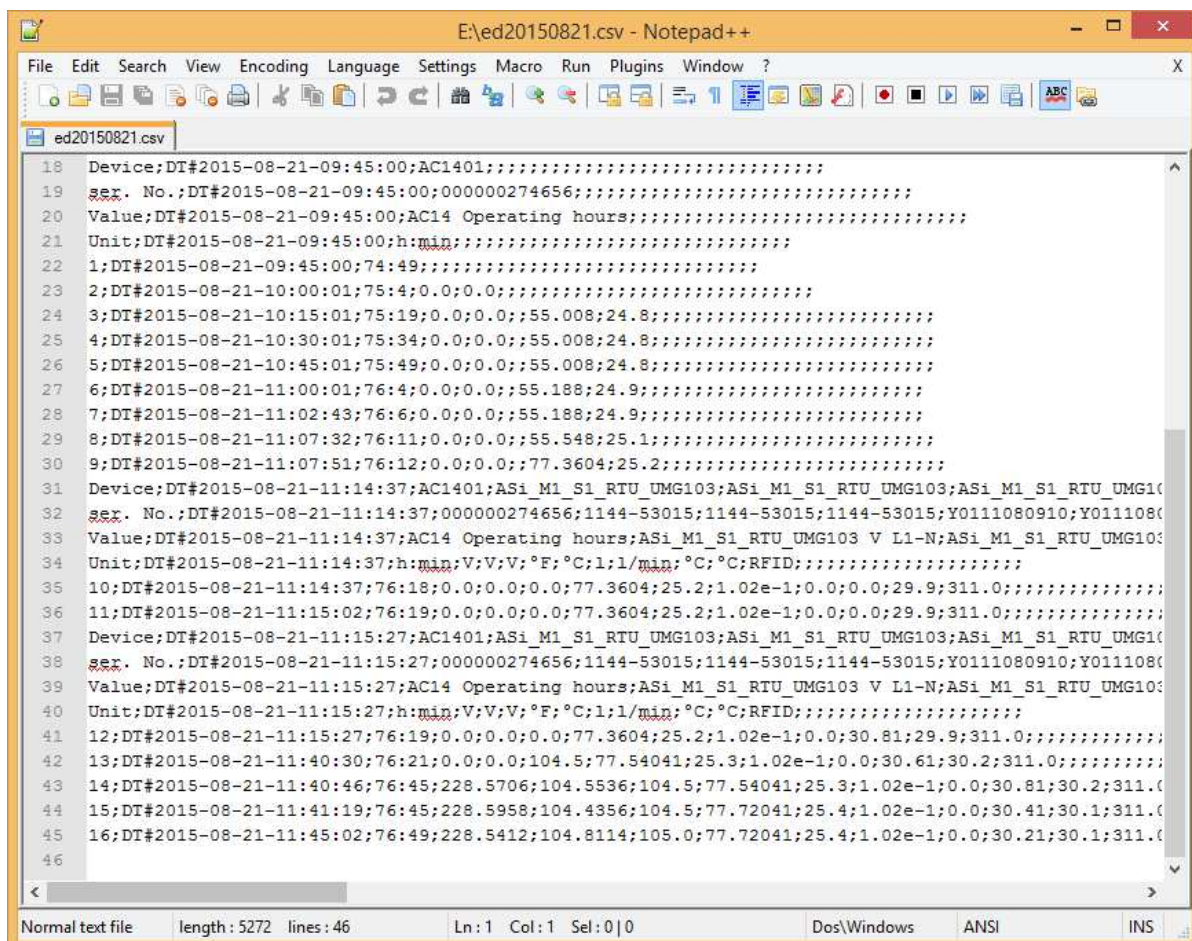 E:\ed20150821.csv - Notepad++
File Edit Search View Encoding Language Settings Macro Run Plugins Window ? X
ABC
ed20150821.csv
18 Device;DT#2015-08-21-09:45:00;AC1401;;;;;;;;;;;;;;;;;;;;;;;;;;;;;;;
19 ser. No.;DT#2015-08-21-09:45:00;000000274656;;;;;;;;;;;;;;;;;;;;;;;;;;;;;;;
20 Value;DT#2015-08-21-09:45:00;AC14 Operating hours;;;;;;;;;;;;;;;;;;;;;;;;;;;;;;;
21 Unit;DT#2015-08-21-09:45:00;h:min;;;;;;;;;;;;;;;;;;;;;;;;;;;;;;;
22 1;DT#2015-08-21-09:45:00;74:49;;;;;;;;;;;;;;;;;;;;;;;;;;;;;;;
23 2;DT#2015-08-21-10:00:01;75:4;0.0;0.0;;;;;;;;;;;;;;;;;;;;;;;;;;;;;
24 3;DT#2015-08-21-10:15:01;75:19;0.0;0.0;;55.008;24.8;;;;;;;;;;;;;;;;;;;;;;;;;;
25 4;DT#2015-08-21-10:30:01;75:34;0.0;0.0;;55.008;24.8;;;;;;;;;;;;;;;;;;;;;;;;;;
26 5;DT#2015-08-21-10:45:01;75:49;0.0;0.0;;55.008;24.8;;;;;;;;;;;;;;;;;;;;;;;;;;
27 6;DT#2015-08-21-11:00:01;76:4;0.0;0.0;;55.188;24.9;;;;;;;;;;;;;;;;;;;;;;;;;;
28 7;DT#2015-08-21-11:02:43;76:6;0.0;0.0;;55.188;24.9;;;;;;;;;;;;;;;;;;;;;;;;;;
29 8;DT#2015-08-21-11:07:32;76:11;0.0;0.0;;55.548;25.1;;;;;;;;;;;;;;;;;;;;;;;;;;
30 9;DT#2015-08-21-11:07:51;76:12;0.0;0.0;;77.3604;25.2;;;;;;;;;;;;;;;;;;;;;;;;;;
31 Device;DT#2015-08-21-11:14:37;AC1401;ASi_M1_S1_RTU_UMG103;ASi_M1_S1_RTU_UMG103;ASi_M1_S1_RTU_UMG10
32 ser. No.;DT#2015-08-21-11:14:37;000000274656;1144-53015;1144-53015;1144-53015;Y0111080910;Y011108
33 Value;DT#2015-08-21-11:14:37;AC14 Operating hours;ASi_M1_S1_RTU_UMG103 V L1-N;ASi_M1_S1_RTU_UMG103
34 Unit;DT#2015-08-21-11:14:37;h:min;V;V;V;°F;°C;l;l/min;°C;°C;RFID;;;;;;;;;;;;;;;;;;;;;
35 10;DT#2015-08-21-11:14:37;76:18;0.0;0.0;0.0;77.3604;25.2;1.02e-1;0.0;0.0;29.9;311.0;;;;;;;;;;;;;;;
36 11;DT#2015-08-21-11:15:02;76:19;0.0;0.0;0.0;77.3604;25.2;1.02e-1;0.0;0.0;29.9;311.0;;;;;;;;;;;;;;;
37 Device;DT#2015-08-21-11:15:27;AC1401;ASi_M1_S1_RTU_UMG103;ASi_M1_S1_RTU_UMG103;ASi_M1_S1_RTU_UMG10
38 ser. No.;DT#2015-08-21-11:15:27;000000274656;1144-53015;1144-53015;1144-53015;Y0111080910;Y011108
39 Value;DT#2015-08-21-11:15:27;AC14 Operating hours;ASi_M1_S1_RTU_UMG103 V L1-N;ASi_M1_S1_RTU_UMG103
40 Unit;DT#2015-08-21-11:15:27;h:min;V;V;V;°F;°C;l;l/min;°C;°C;RFID;;;;;;;;;;;;;;;;;;;;;
41 12;DT#2015-08-21-11:15:27;76:19;0.0;0.0;0.0;77.3604;25.2;1.02e-1;0.0;30.81;29.9;311.0;;;;;;;;;;;;;
42 13;DT#2015-08-21-11:40:30;76:21;0.0;0.0;104.5;77.54041;25.3;1.02e-1;0.0;30.61;30.2;311.0;;;;;;;;;;
43 14;DT#2015-08-21-11:40:46;76:45;228.5706;104.5536;104.5;77.54041;25.3;1.02e-1;0.0;30.81;30.2;311.0
44 15;DT#2015-08-21-11:41:19;76:45;228.5958;104.4356;104.5;77.72041;25.4;1.02e-1;0.0;30.41;30.1;311.0
45 16;DT#2015-08-21-11:45:02;76:49;228.5412;104.8114;105.0;77.72041;25.4;1.02e-1;0.0;30.21;30.1;311.0
46
Normal text file length : 5272 lines : 46 Ln : 1 Col : 1 Sel : 0 | 0 Dos\Windows ANSI INS